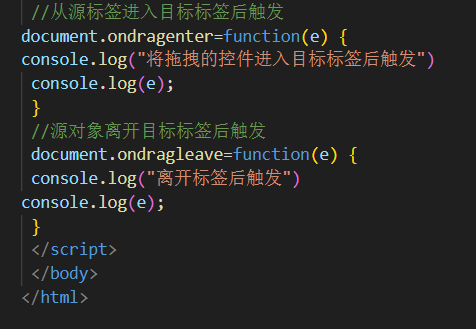 //从源标签进入目标标签后触发
document.ondragenter=function(e) {
console.log("将拖拽的控件进入目标标签后触发")
console.log(e);
}
//源对象离开目标标签后触发
document.ondragleave=function(e) {
console.log("离开标签后触发")
console.log(e);
}
</script>
</body>
</html>